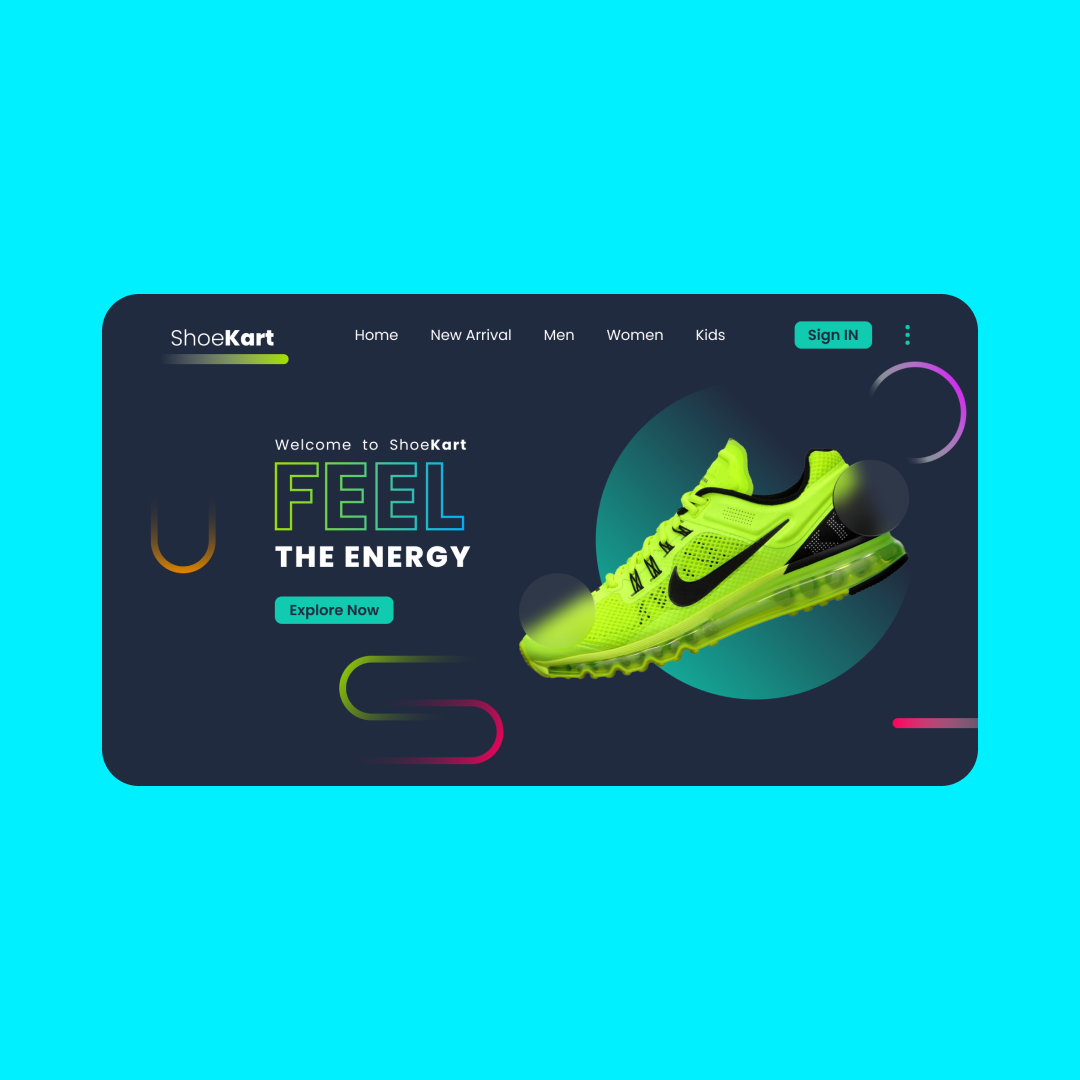 ShoeKart
Home New Arrival Men Women Kids
Sign IN
Welcome to ShoeKart
FEEL
THE ENERGY
Explore Now